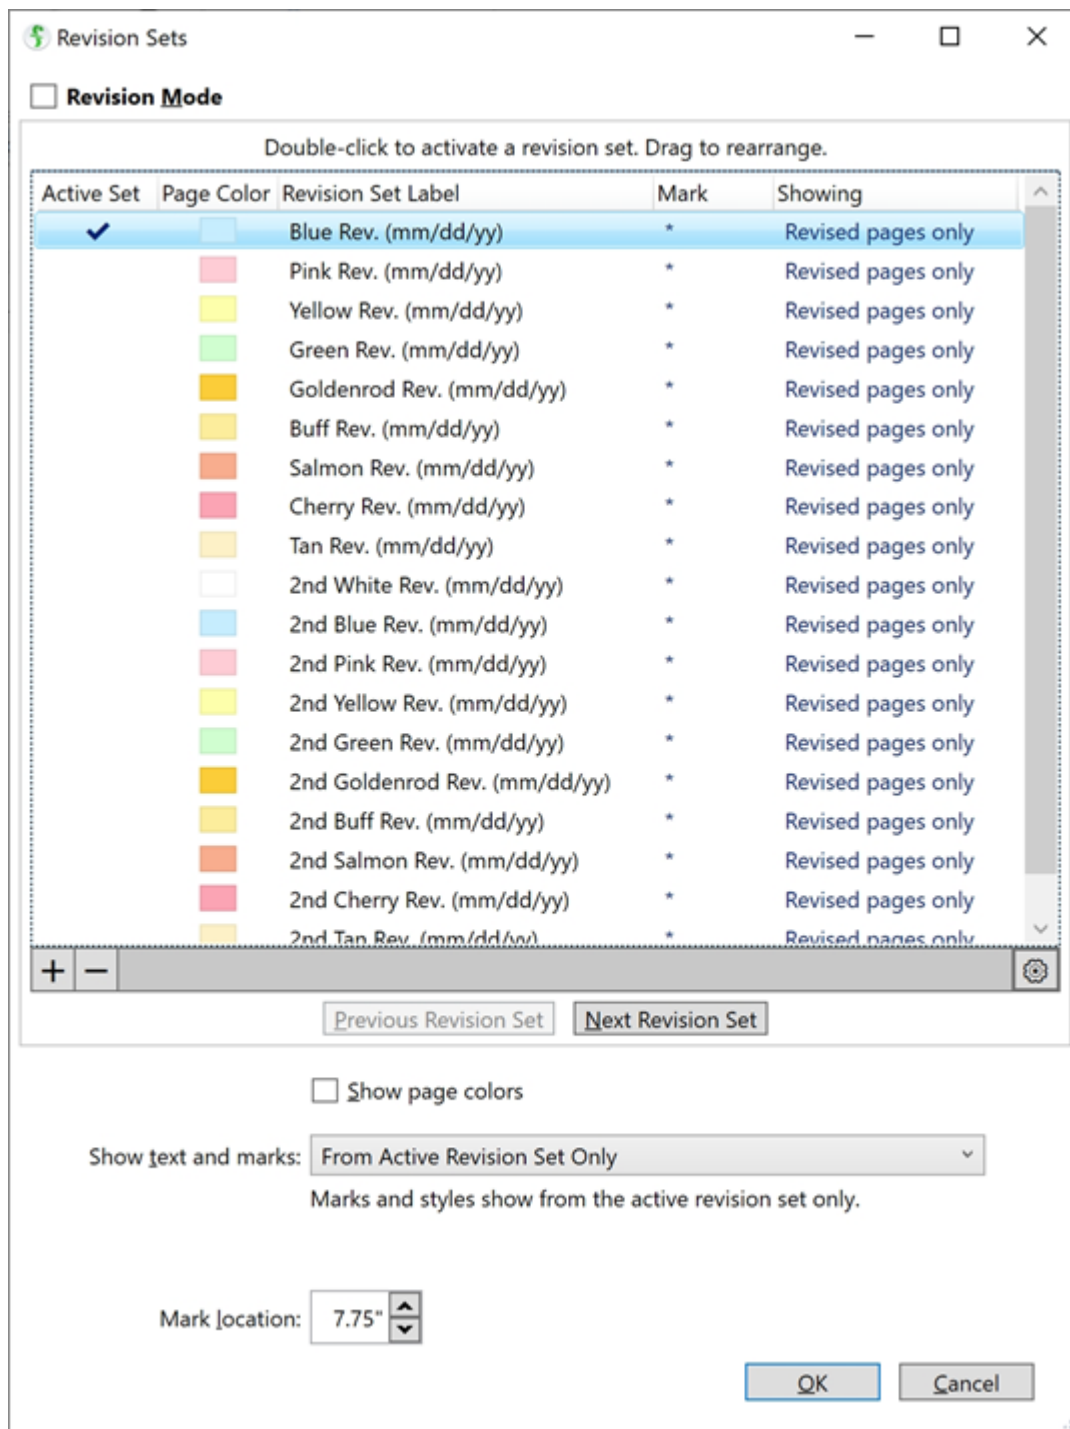 Revision Sets
Revision Mode
Double-click to activate a revision set. Drag to rearrange.
Active Set Page Color Revision Set Label Mark Showing
Blue Rev. (mm/dd/yy) * Revised pages only
Pink Rev. (mm/dd/yy) * Revised pages only
Yellow Rev. (mm/dd/yy) * Revised pages only
Green Rev. (mm/dd/yy) * Revised pages only
Goldenrod Rev. (mm/dd/yy) * Revised pages only
Buff Rev. (mm/dd/yy) * Revised pages only
Salmon Rev. (mm/dd/yy) * Revised pages only
Cherry Rev. (mm/dd/yy) * Revised pages only
Tan Rev. (mm/dd/yy) * Revised pages only
2nd White Rev. (mm/dd/yy) * Revised pages only
2nd Blue Rev. (mm/dd/yy) * Revised pages only
2nd Pink Rev. (mm/dd/yy) * Revised pages only
2nd Yellow Rev. (mm/dd/yy) * Revised pages only
2nd Green Rev. (mm/dd/yy) * Revised pages only
2nd Goldenrod Rev. (mm/dd/yy) * Revised pages only
2nd Buff Rev. (mm/dd/yy) * Revised pages only
2nd Salmon Rev. (mm/dd/yy) * Revised pages only
2nd Cherry Rev. (mm/dd/yy) * Revised pages only
2nd Tan Rev. (mm/dd/yy) * Revised pages only
Previous Revision Set Next Revision Set
Show page colors
Show text and marks: From Active Revision Set Only
Marks and styles show from the active revision set only.
Mark location: 7.75"
OK Cancel